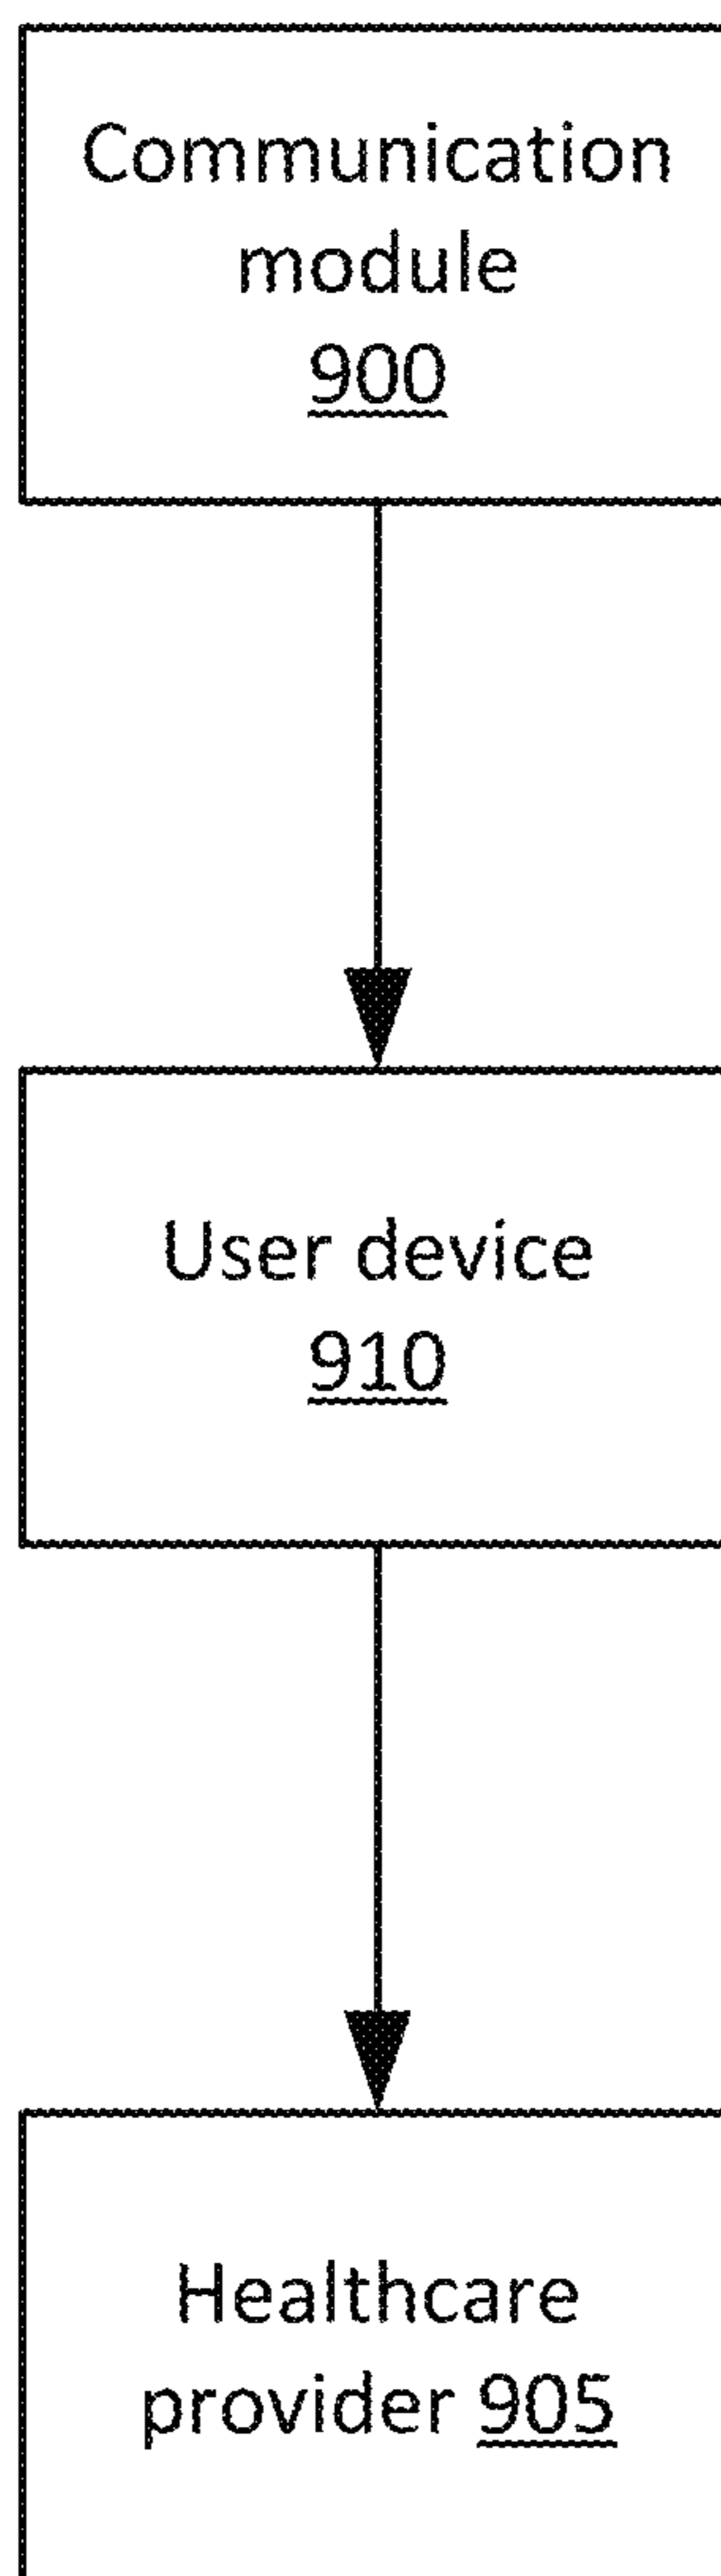 Communication
module
900
User device
910
Healthcare
provider 905